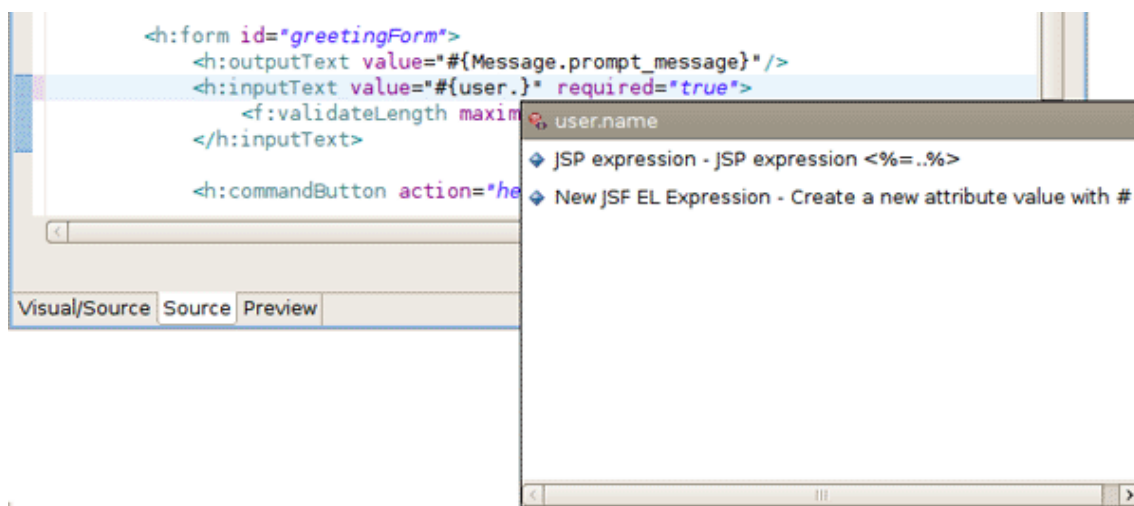 <h:form id="greetingForm">
<h:outputText value="#{Message.prompt_message}"/>
<h:inputText value="#{user.}" required="true">
<f:validateLength maxim
</h:inputText>
<h:commandButton action="he
user.name
JSP expression - JSP expression <%=..%>
New JSF EL Expression - Create a new attribute value with #
Visual/Source Source Preview